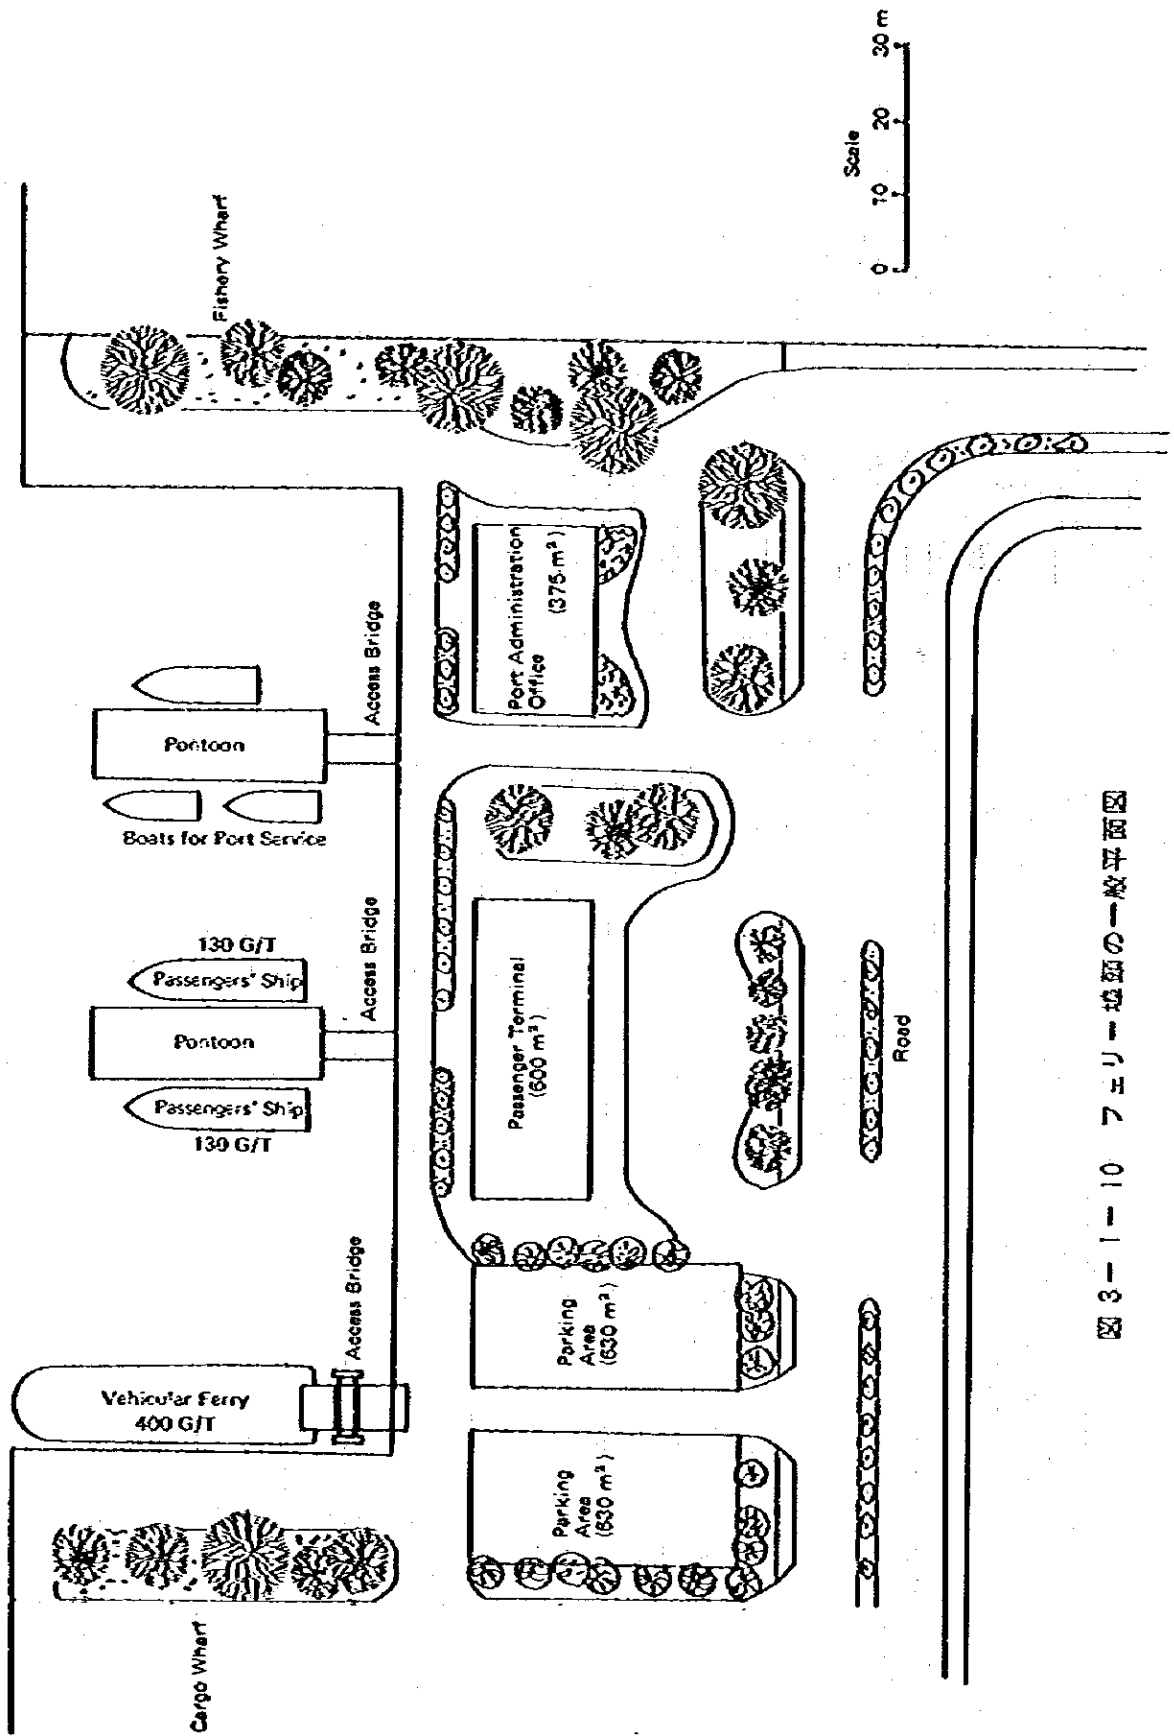 Cargo Wharf
Vehicular Ferry
400 G/T
Access Bridge
130 G/T
Passengers' Ship
Pontoon
Passengers' Ship
130 G/T
Access Bridge
Boats for Port Service
Pontoon
Access Bridge
Fishery Wharf
Parking
Area
(630 m²)
Parking
Area
(630 m²)
Passenger Terminal
(600 m²)
Port Administration
Office
(375 m²)
Road
Scale
0 10 20 30 m
図 3-1-10 フェリー埠頭の一般平面図